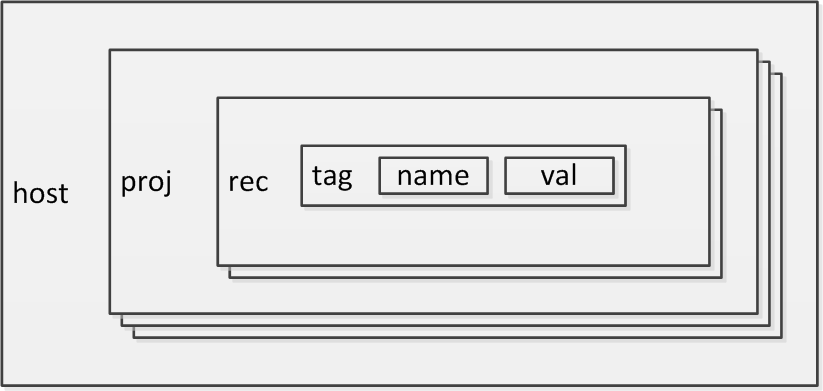 host
proj
rec
tag
name
val